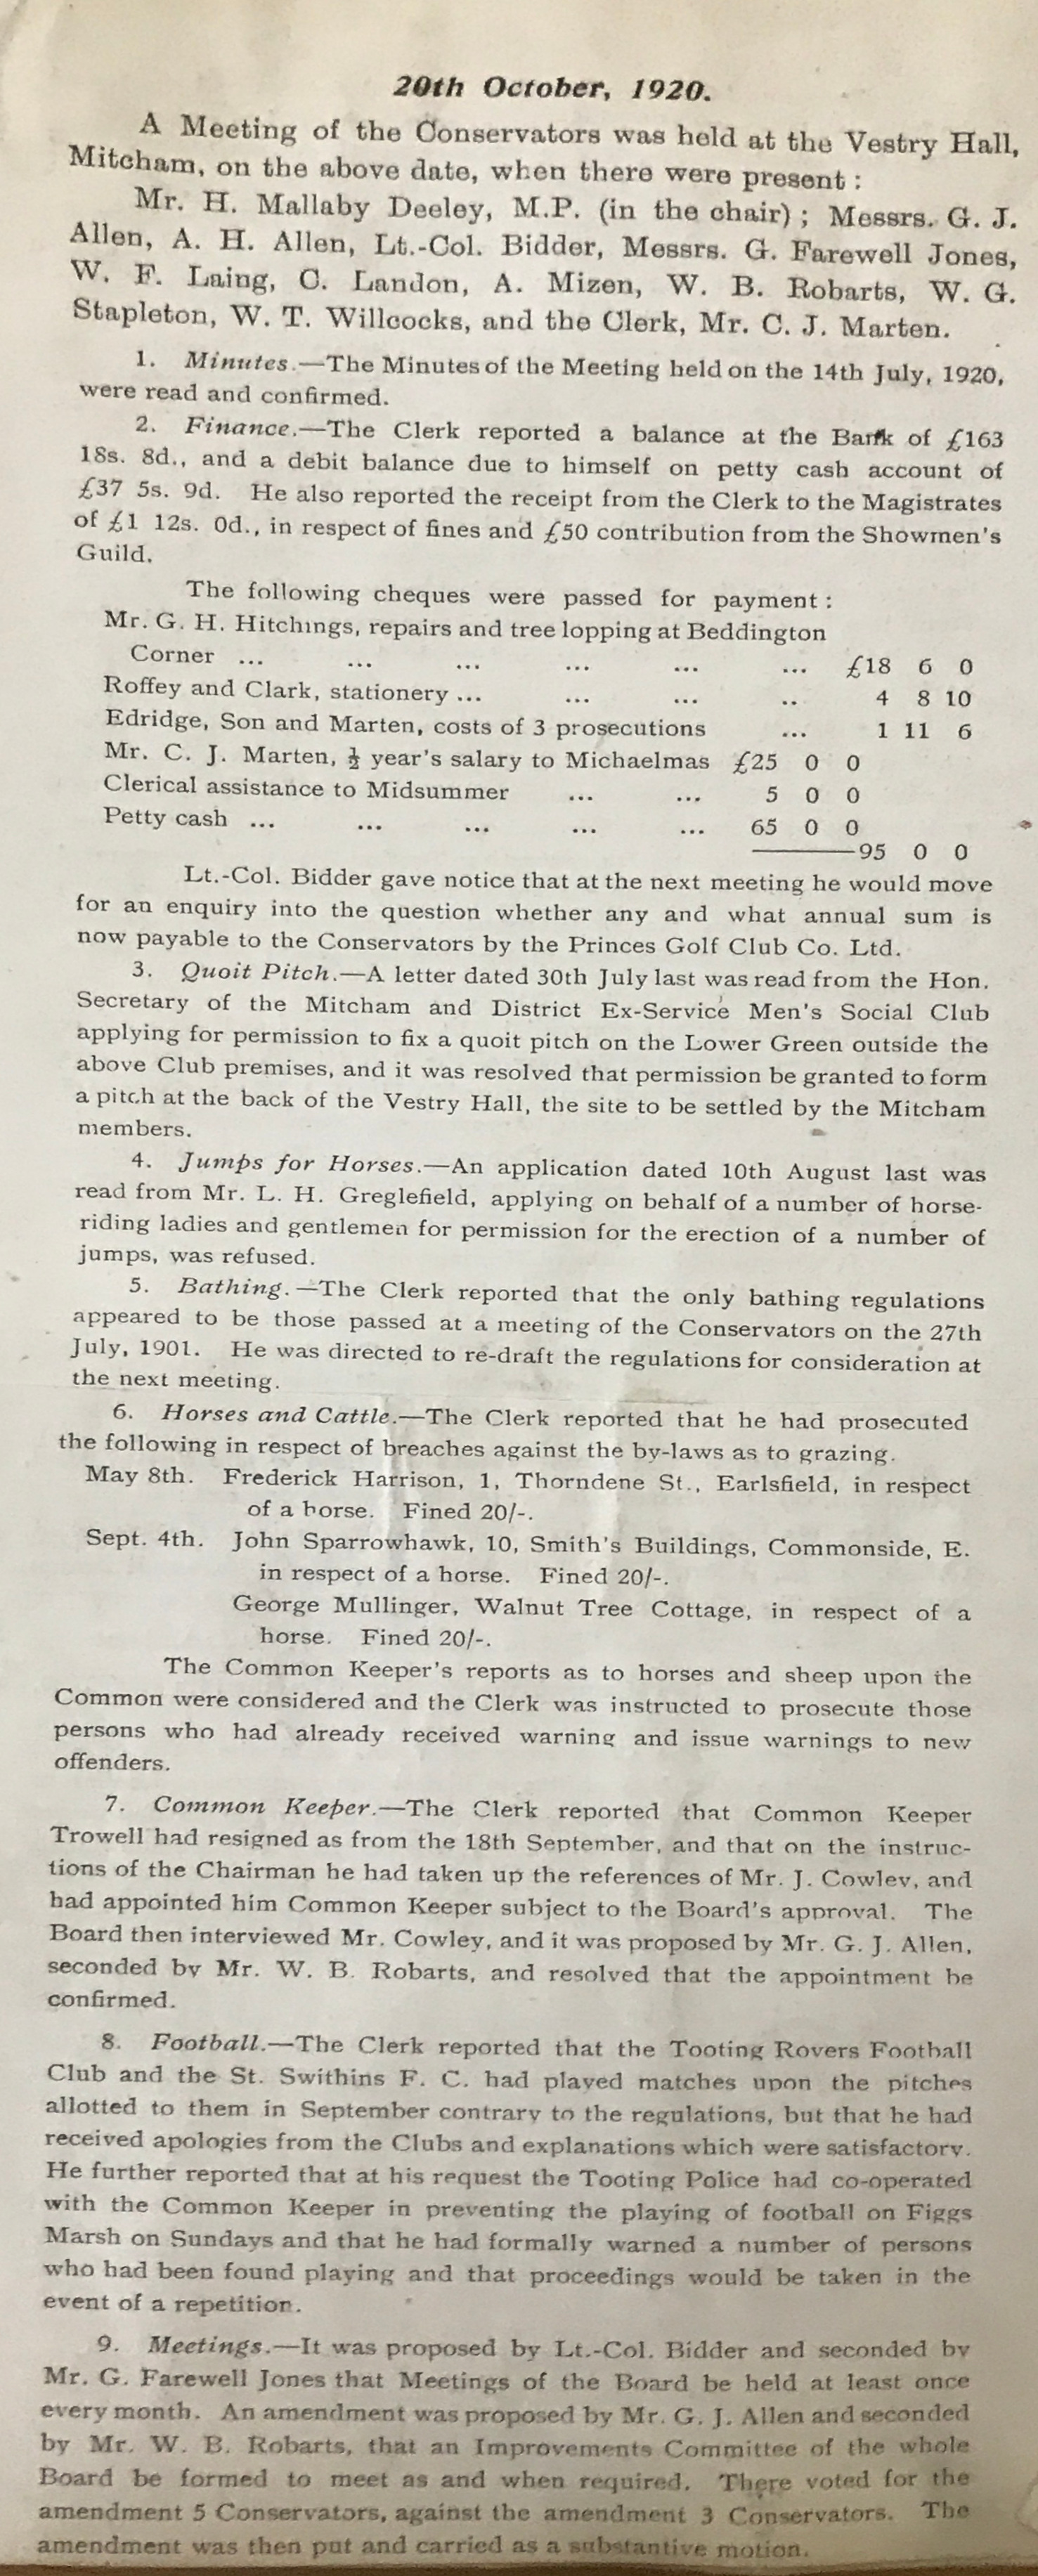 20th October, 1920.
A Meeting of the Conservators was held at the Vestry Hall,
Mitcham, on the above date, when there were present :
Mr. H. Mallaby Deeley, M.P. (in the chair) ; Messrs. G. J.
Allen, A. H. Allen, Lt.-Col. Bidder, Messrs. G. Farewell Jones,
W. F. Laing, C. Landon, A. Mizen, W. B. Robarts, W. G.
Stapleton, W. T. Willcocks, and the Clerk, Mr. C. J. Marten.
1. Minutes.—The Minutes of the Meeting held on the 14th July, 1920,
were read and confirmed.
2. Finance.—The Clerk reported a balance at the Bank of £163
18s. 8d., and a debit balance due to himself on petty cash account of
£37 5s. 9d. He also reported the receipt from the Clerk to the Magistrates
of £1 12s. 0d., in respect of fines and £50 contribution from the Showmen's
Guild.
The following cheques were passed for payment :
Mr. G. H. Hitchings, repairs and tree lopping at Beddington
Corner ... ... ... ... ... ... £18 6 0
Roffey and Clark, stationery ... ... ... .. 4 8 10
Edridge, Son and Marten, costs of 3 prosecutions ... 1 11 6
Mr. C. J. Marten, ½ year's salary to Michaelmas £25 0 0
Clerical assistance to Midsummer ... ... 5 0 0
Petty cash ... ... ... ... ... 65 0 0
95 0 0
Lt.-Col. Bidder gave notice that at the next meeting he would move
for an enquiry into the question whether any and what annual sum is
now payable to the Conservators by the Princes Golf Club Co. Ltd.
3. Quoit Pitch.—A letter dated 30th July last was read from the Hon.
Secretary of the Mitcham and District Ex-Service Men's Social Club
applying for permission to fix a quoit pitch on the Lower Green outside the
above Club premises, and it was resolved that permission be granted to form
a pitch at the back of the Vestry Hall, the site to be settled by the Mitcham
members.
4. Jumps for Horses.—An application dated 10th August last was
read from Mr. L. H. Greglefield, applying on behalf of a number of horse-
riding ladies and gentlemen for permission for the erection of a number of
jumps, was refused.
5. Bathing.—The Clerk reported that the only bathing regulations
appeared to be those passed at a meeting of the Conservators on the 27th
July, 1901. He was directed to re-draft the regulations for consideration at
the next meeting.
6. Horses and Cattle.—The Clerk reported that he had prosecuted
the following in respect of breaches against the by-laws as to grazing.
May 8th. Frederick Harrison, 1, Thorndene St., Earlsfield, in respect
of a horse. Fined 20/-.
Sept. 4th. John Sparrowhawk, 10, Smith's Buildings, Commonside, E.
in respect of a horse. Fined 20/-.
George Mullinger, Walnut Tree Cottage, in respect of a
horse. Fined 20/-.
The Common Keeper's reports as to horses and sheep upon the
Common were considered and the Clerk was instructed to prosecute those
persons who had already received warning and issue warnings to new
offenders.
7. Common Keeper.—The Clerk reported that Common Keeper
Trowell had resigned as from the 18th September, and that on the instruc-
tions of the Chairman he had taken up the references of Mr. J. Cowley, and
had appointed him Common Keeper subject to the Board's approval. The
Board then interviewed Mr. Cowley, and it was proposed by Mr. G. J. Allen,
seconded by Mr. W. B. Robarts, and resolved that the appointment be
confirmed.
8. Football.—The Clerk reported that the Tooting Rovers Football
Club and the St. Swithins F. C. had played matches upon the pitches
allotted to them in September contrary to the regulations, but that he had
received apologies from the Clubs and explanations which were satisfactory.
He further reported that at his request the Tooting Police had co-operated
with the Common Keeper in preventing the playing of football on Figgs
Marsh on Sundays and that he had formally warned a number of persons
who had been found playing and that proceedings would be taken in the
event of a repetition.
9. Meetings.—It was proposed by Lt.-Col. Bidder and seconded by
Mr. G. Farewell Jones that Meetings of the Board be held at least once
every month. An amendment was proposed by Mr. G. J. Allen and seconded
by Mr. W. B. Robarts, that an Improvements Committee of the whole
Board be formed to meet as and when required. There voted for the
amendment 5 Conservators, against the amendment 3 Conservators. The
amendment was then put and carried as a substantive motion.